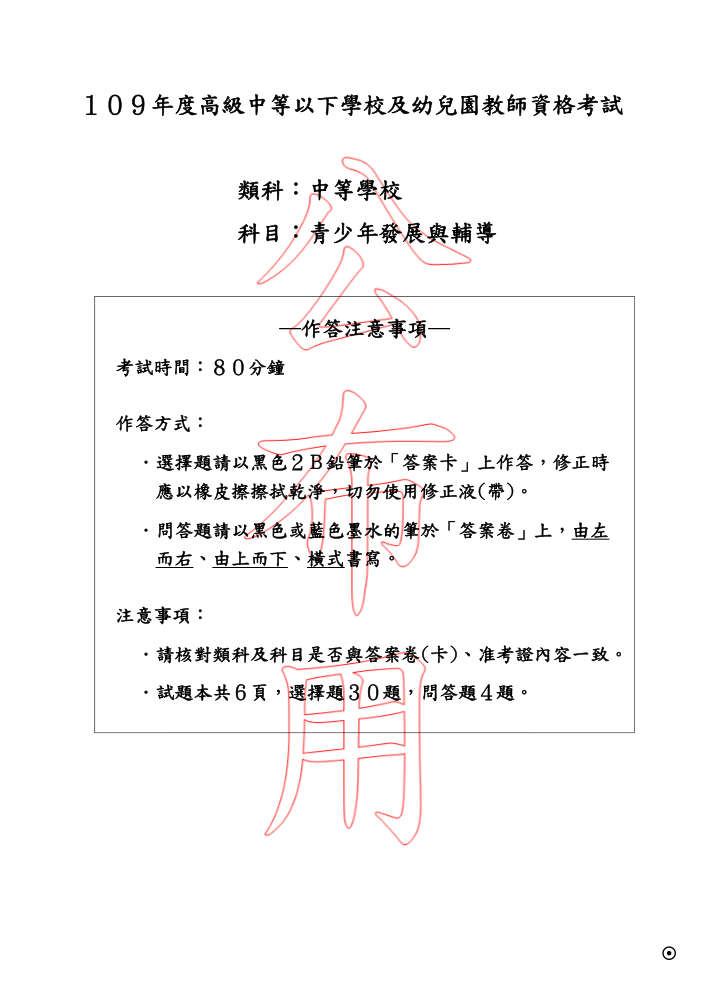 109年度高級中等以下學校及幼兒園教師資格考試
類科：中等學校
科目：青少年發展與輔導
—作答注意事項—
考試時間：80分鐘
作答方式：
．選擇題請以黑色2B鉛筆於「答案卡」上作答，修正時
應以橡皮擦擦拭乾淨，切勿使用修正液(帶)。
．問答題請以黑色或藍色墨水的筆於「答案卷」上，由左
而右、由上而下、橫式書寫。
注意事項：
．請核對類科及科目是否與答案卷(卡)、准考證內容一致。
．試題本共6頁，選擇題30題，問答題4題。
公布用